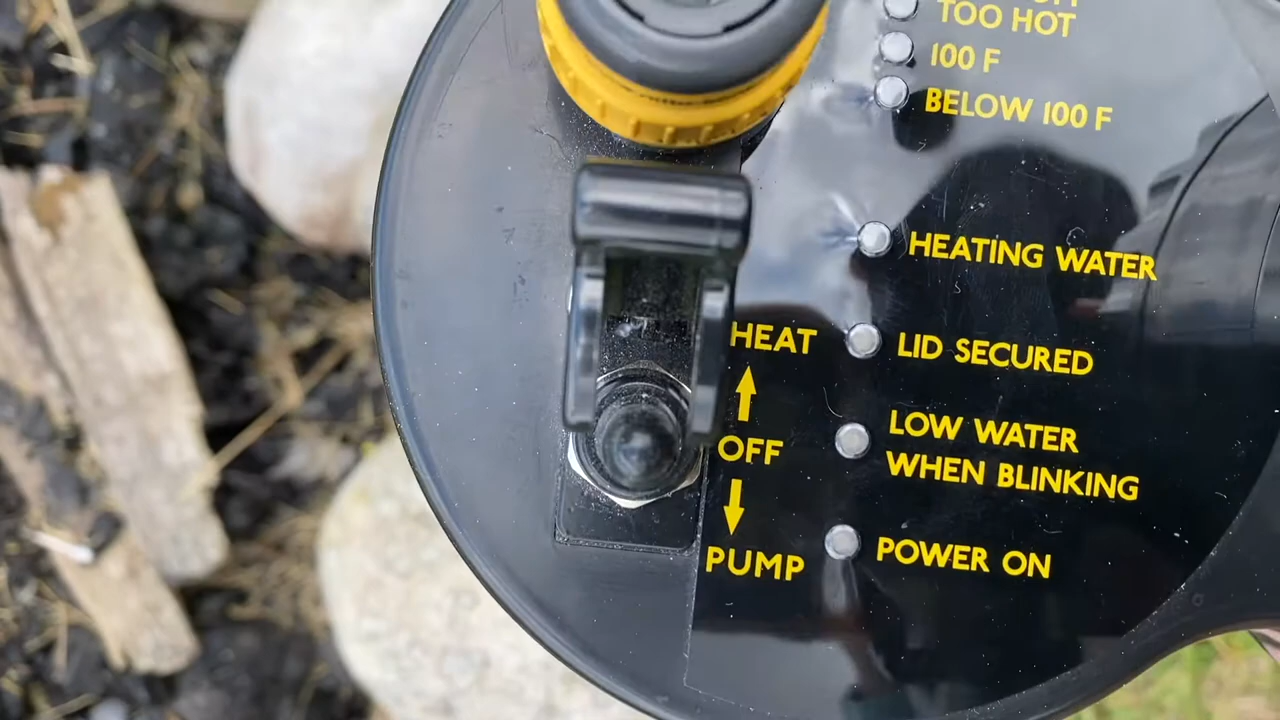 TOO HOT
100 F
BELOW 100 F
HEATING WATER
HEAT
LID SECURED
OFF
LOW WATER
WHEN BLINKING
PUMP
POWER ON